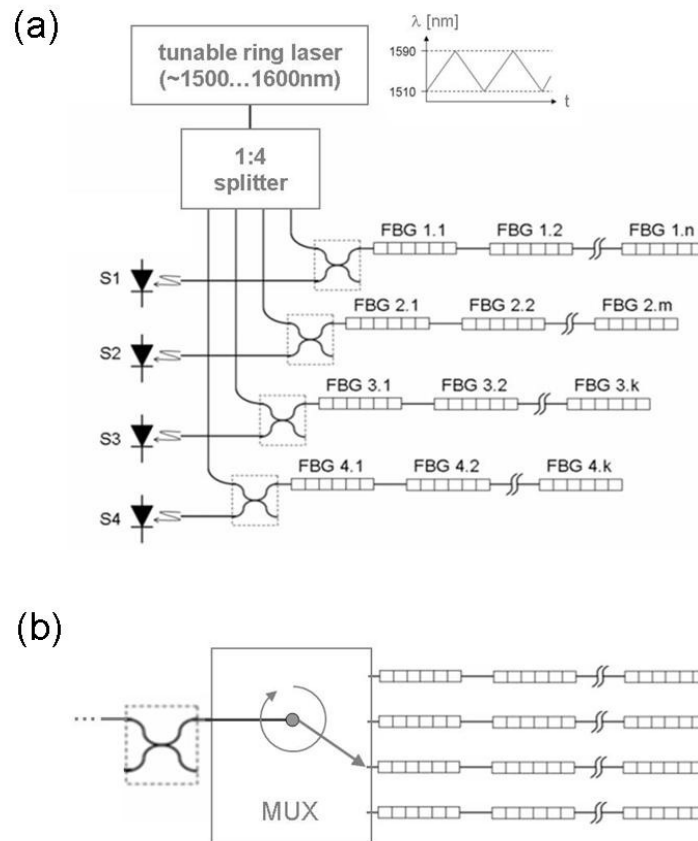 (a)
tunable ring laser
(~1500...1600nm)
λ [nm]
1590
1510
t
1:4
splitter
FBG 1.1 FBG 1.2 FBG 1.n
S1
FBG 2.1 FBG 2.2 FBG 2.m
S2
FBG 3.1 FBG 3.2 FBG 3.k
S3
FBG 4.1 FBG 4.2 FBG 4.k
S4
(b)
MUX